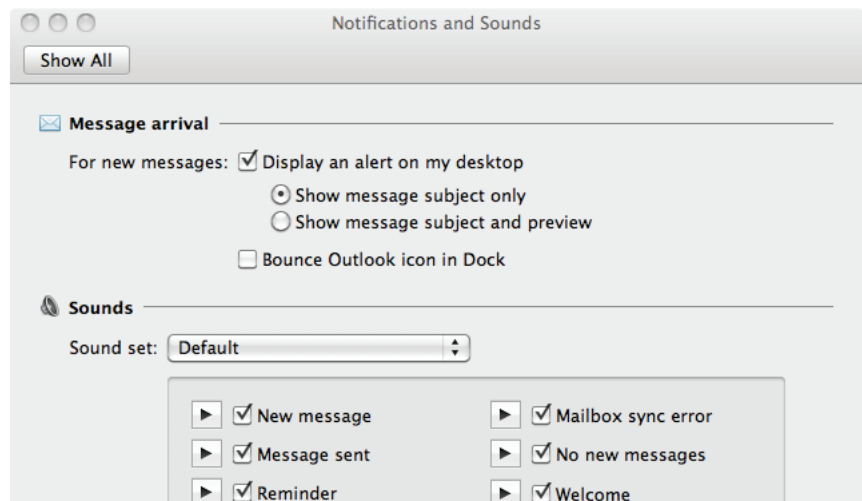 Notifications and Sounds
Show All
Message arrival
For new messages: Display an alert on my desktop
Show message subject only
Show message subject and preview
Bounce Outlook icon in Dock
Sounds
Sound set: Default
New message Mailbox sync error
Message sent No new messages
Reminder Welcome